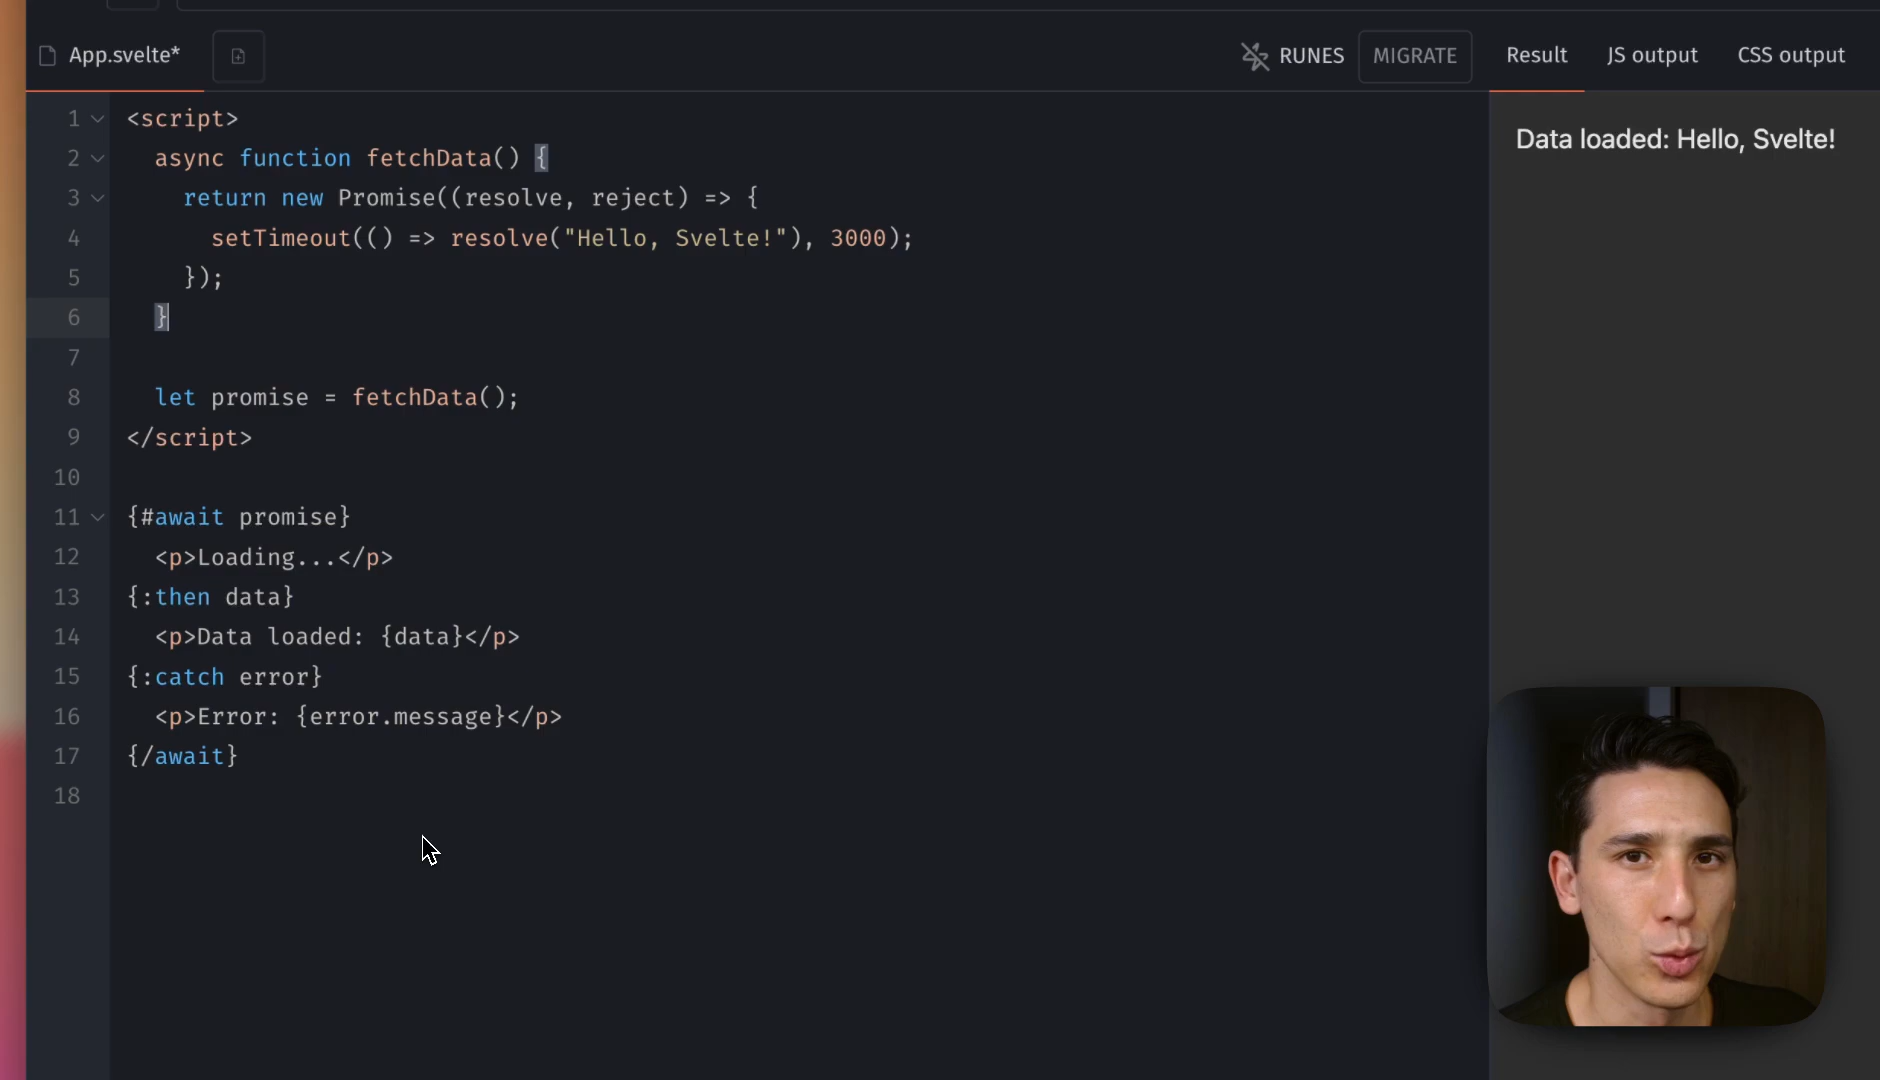 App.svelte*
RUNES
MIGRATE
Result
JS output
CSS output
1 <script>
2   async function fetchData() {
3     return new Promise((resolve, reject) => {
4       setTimeout(() => resolve("Hello, Svelte!"), 3000);
5     });
6   }
7
8   let promise = fetchData();
9 </script>
10
11 {#await promise}
12   <p>Loading...</p>
13 {:then data}
14   <p>Data loaded: {data}</p>
15 {:catch error}
16   <p>Error: {error.message}</p>
17 {/await}
18
Data loaded: Hello, Svelte!